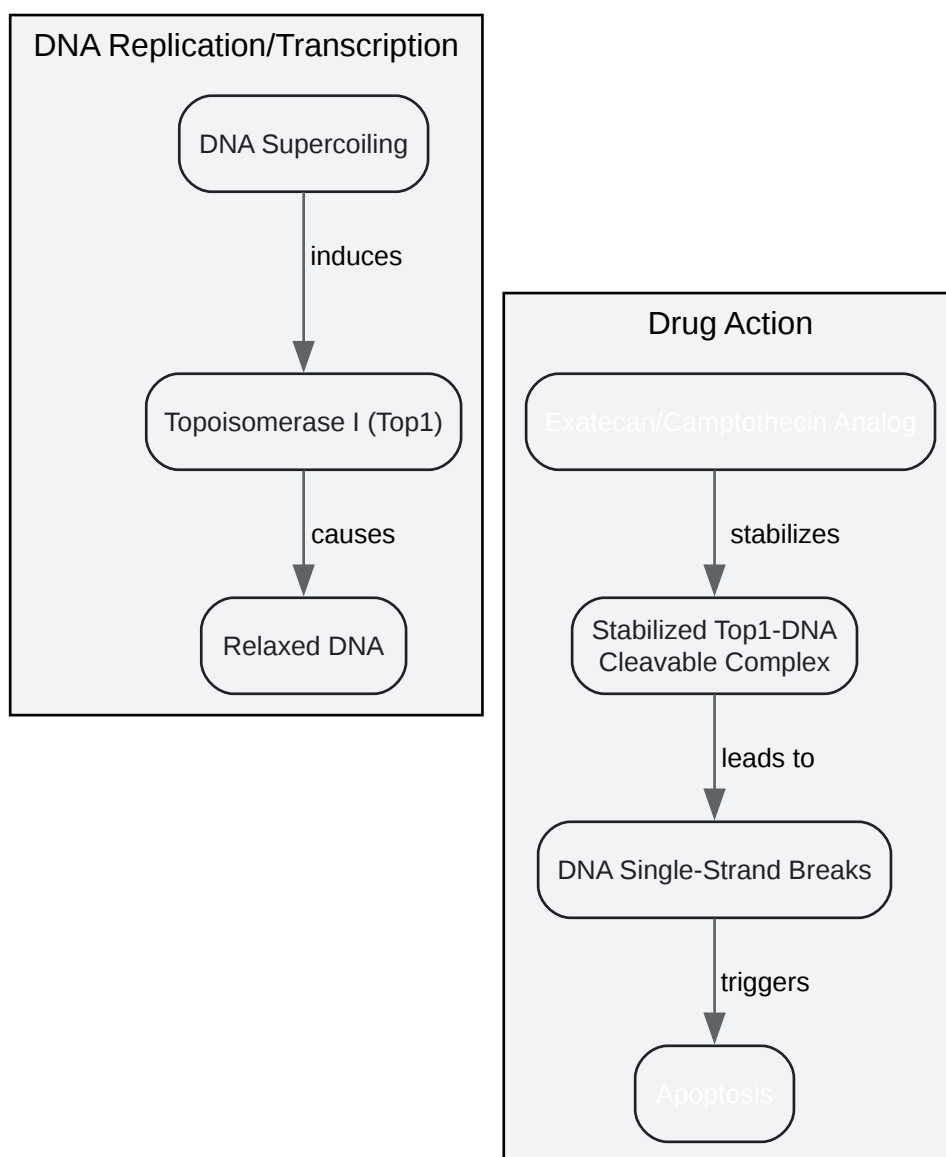 DNA Replication/Transcription
DNA Supercoiling
induces
Topoisomerase I (Top1)
causes
Relaxed DNA
Drug Action
Exatecan/Camptothecin Analog
stabilizes
Stabilized Top1-DNA
Cleavable Complex
leads to
DNA Single-Strand Breaks
triggers
Apoptosis